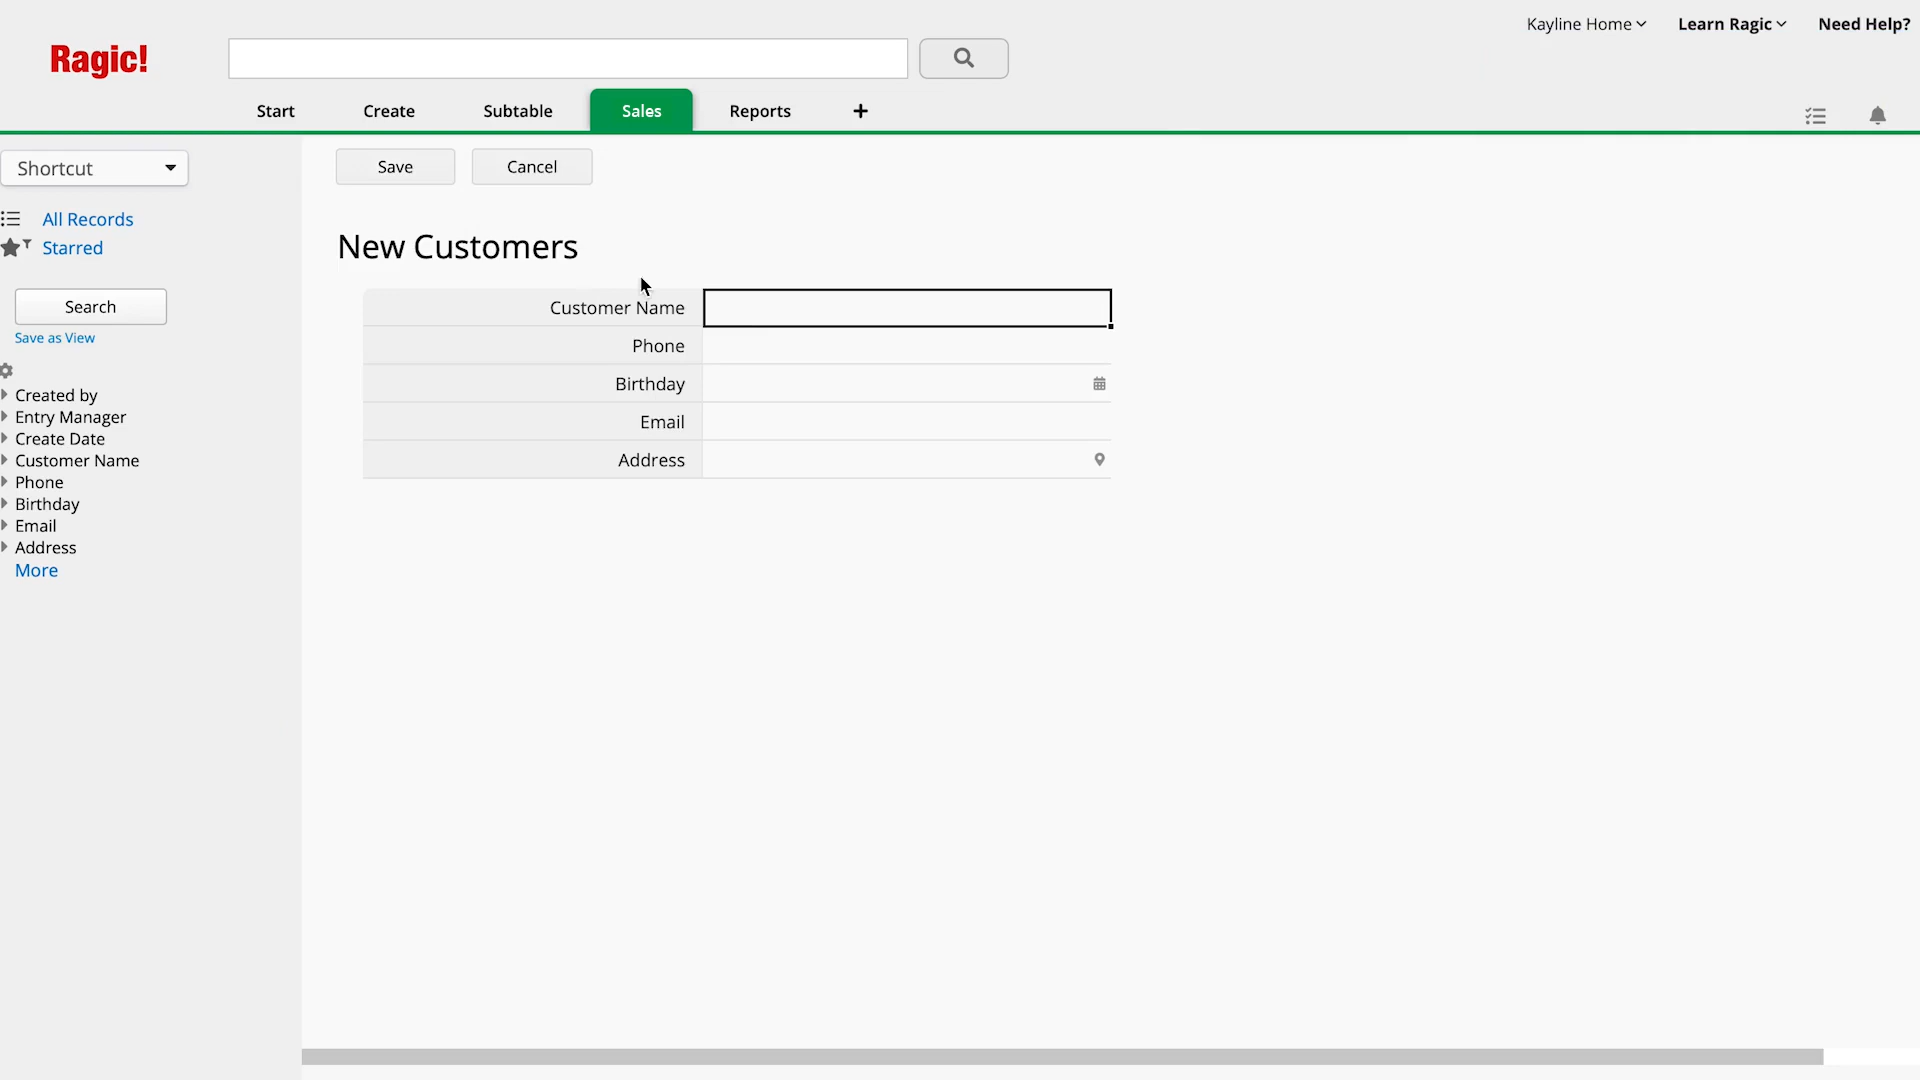 Kayline Home
Learn Ragic
Need Help?
Ragic!
Start
Create
Subtable
Sales
Reports
+
Shortcut
Save
Cancel
All Records
Starred
New Customers
Search
Save as View
Customer Name
Phone
Birthday
Email
Address
Created by
Entry Manager
Create Date
Customer Name
Phone
Birthday
Email
Address
More